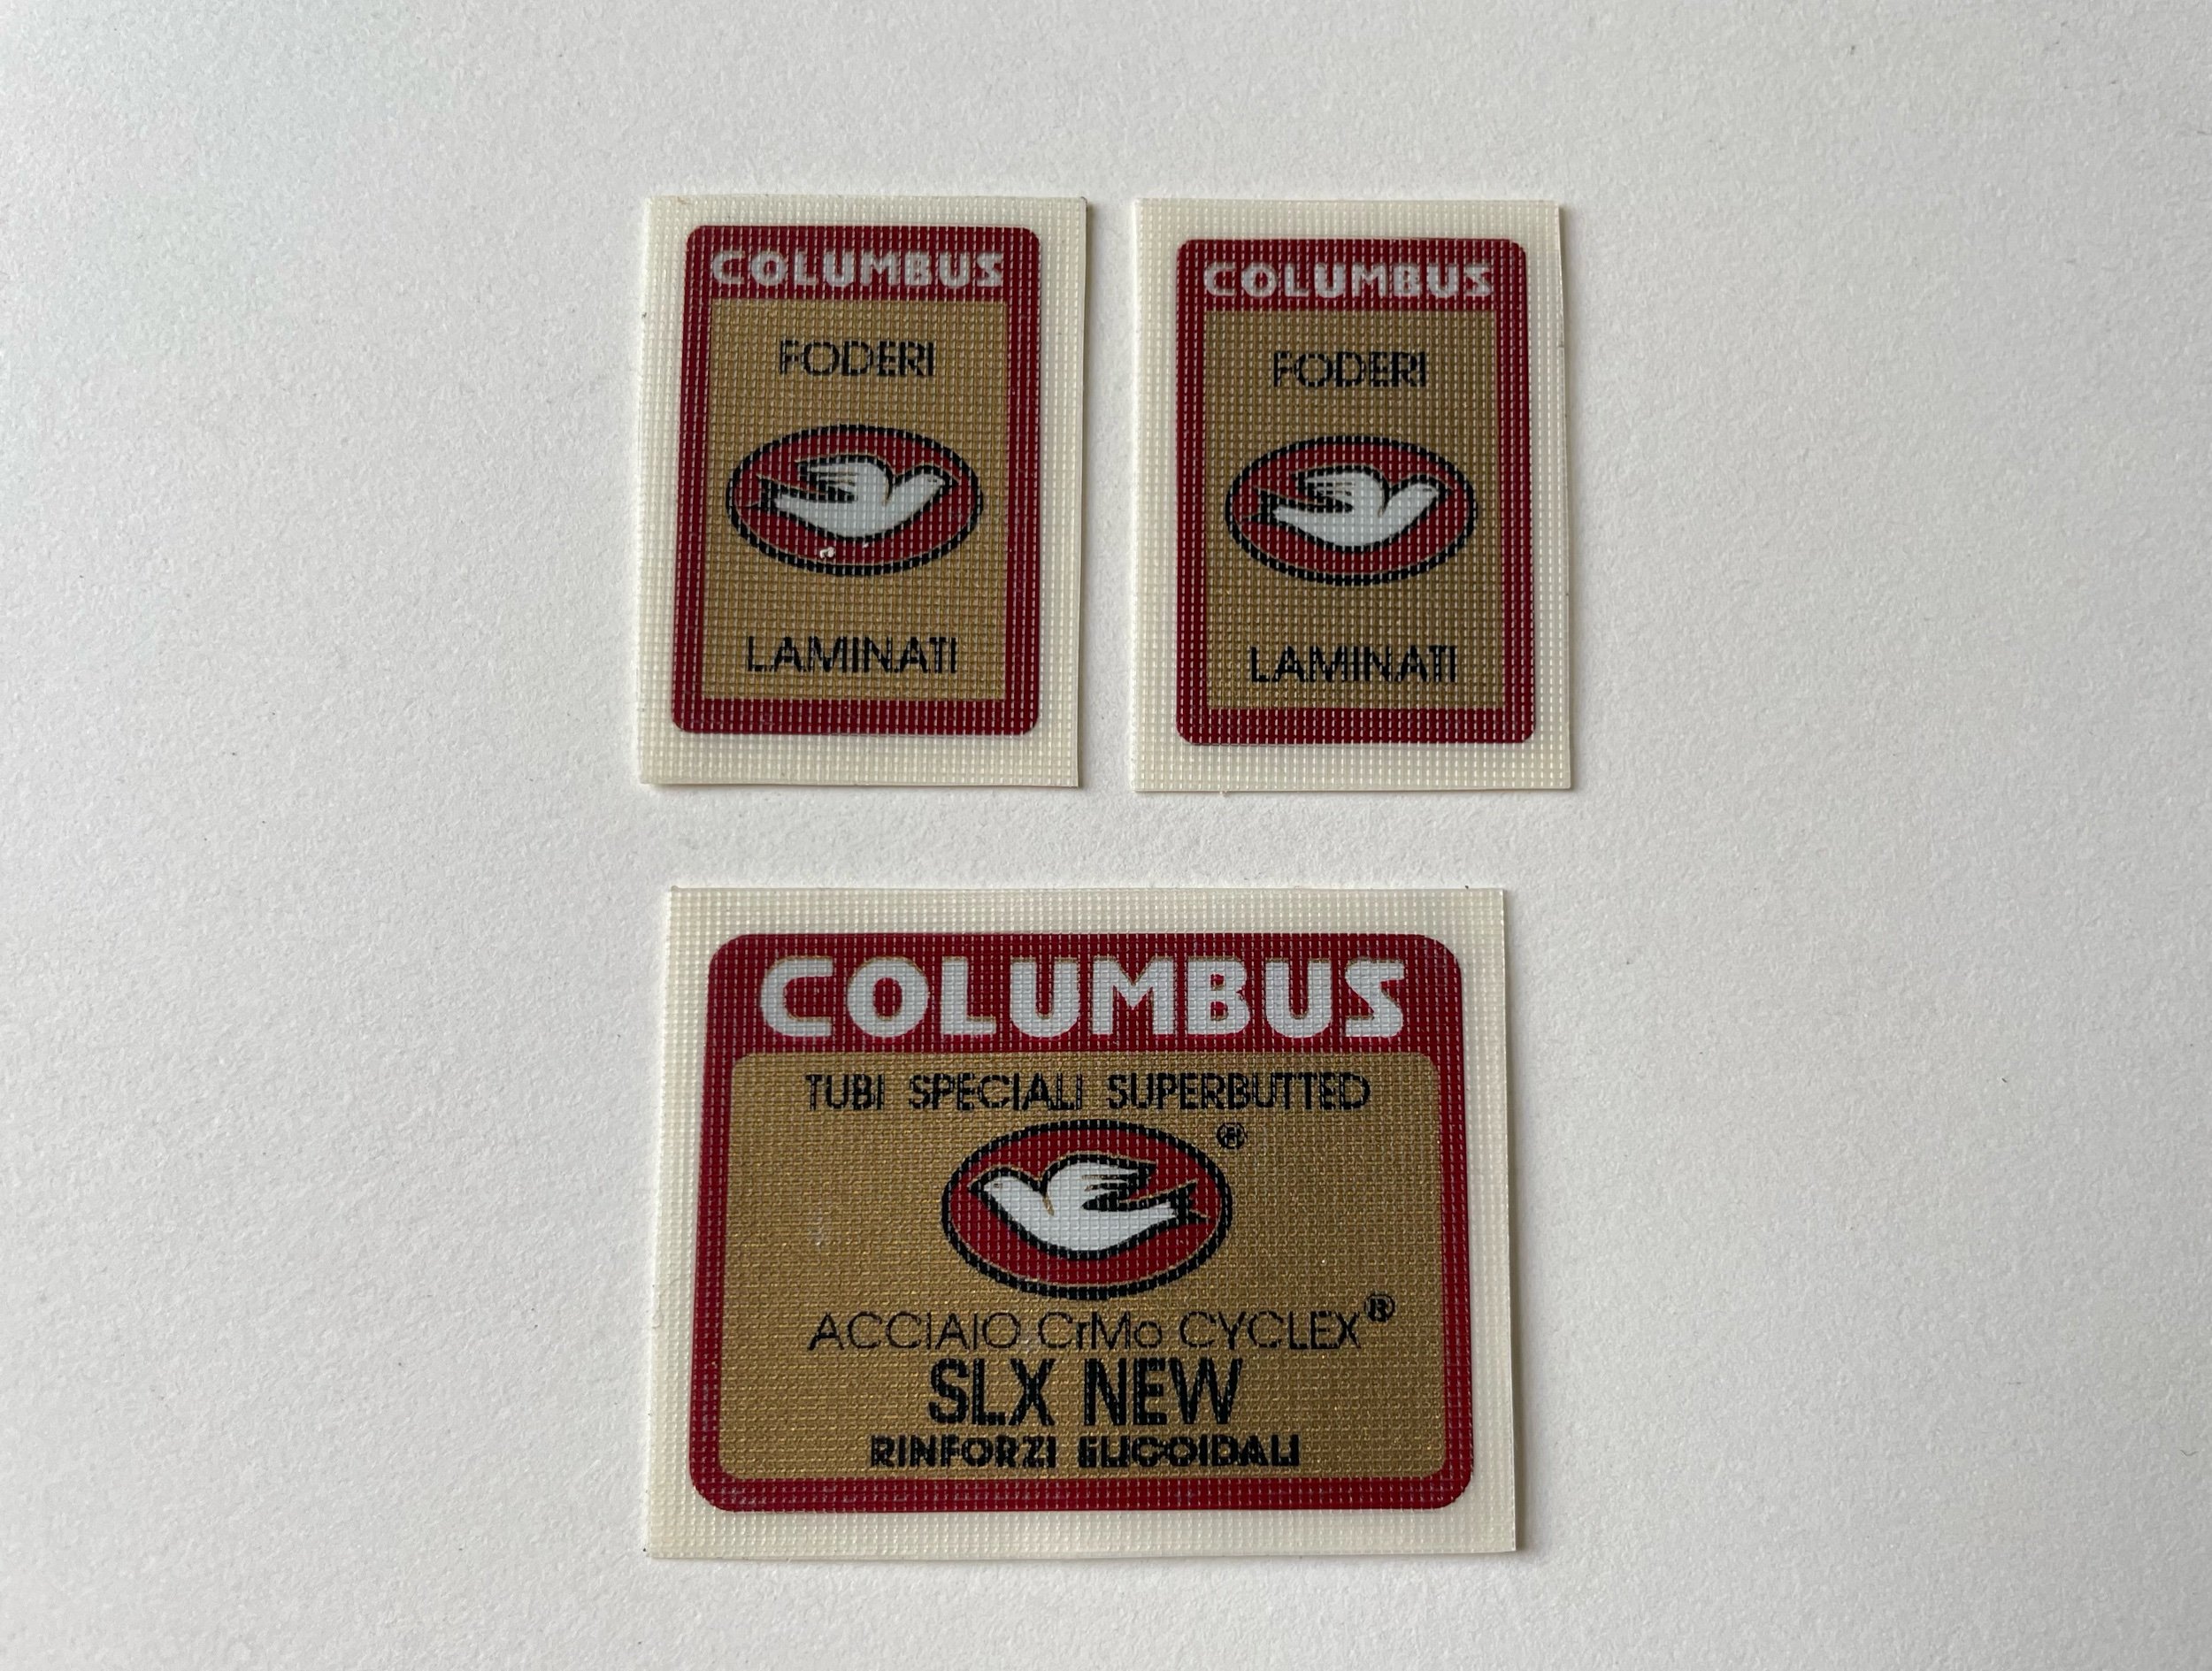 COLUMBUS
FODERI
LAMINATI
COLUMBUS
FODERI
LAMINATI
COLUMBUS
TUBI SPECIALI SUPERBUTTED
®
ACCIAIO CrMo CYCLEX®
SLX NEW
RINFORZI ELICOIDALI